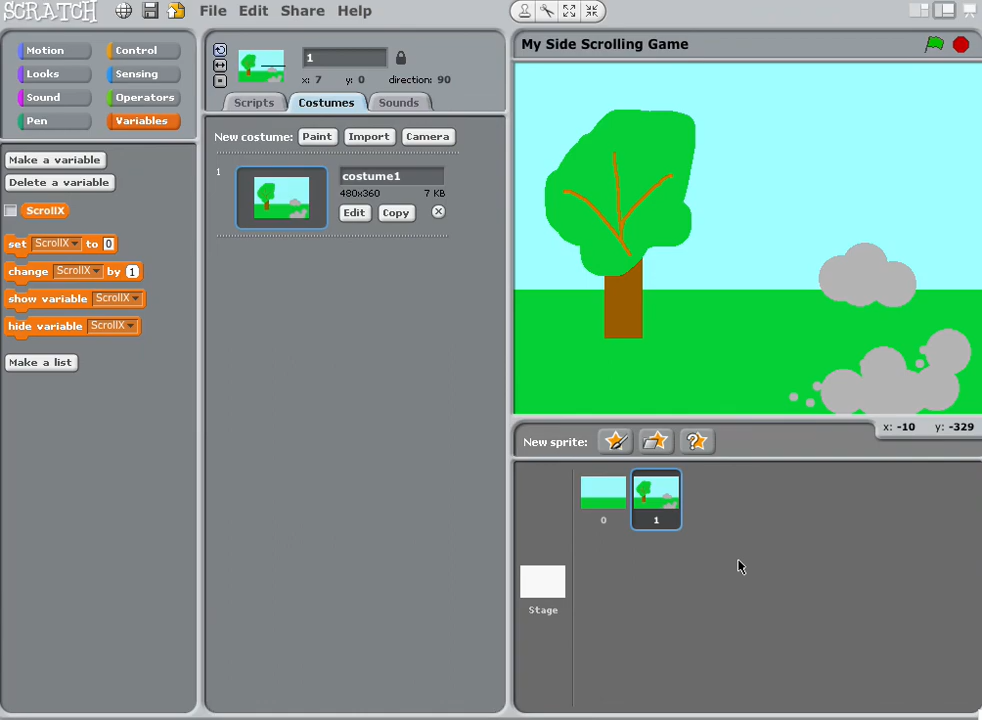 SCRATCH File Edit Share Help
Motion Control
Looks Sensing
Sound Operators
Pen Variables
Make a variable
Delete a variable
ScrollX
set ScrollX to 0
change ScrollX by 1
show variable ScrollX
hide variable ScrollX
Make a list
1
x: 7 y: 0 direction: 90
Scripts Costumes Sounds
New costume: Paint Import Camera
1
costume1
480x360 7 KB
Edit Copy
My Side Scrolling Game
x: -10 y: -329
New sprite:
0 1
Stage